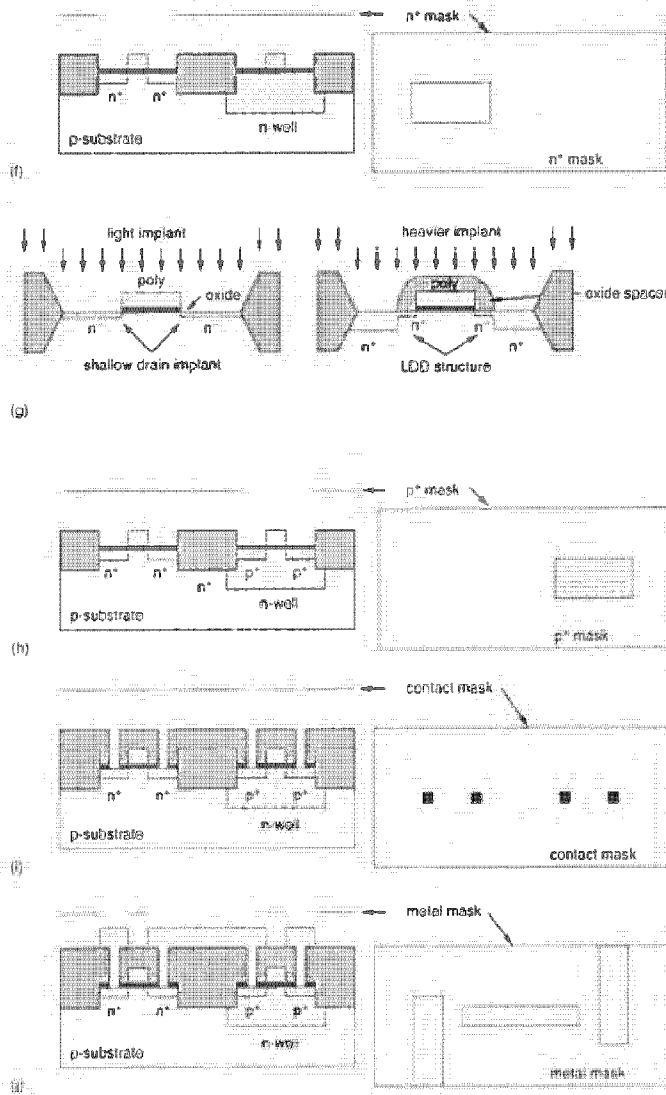 n⁺ mask
n⁺ n⁺
n-well
p-substrate
n⁺ mask
(f)
light implant
heavier implant
poly
oxide
poly
oxide spacer
n⁻ n⁻
n⁻ n⁻
n⁺ n⁺
shallow drain implant
LDD structure
(g)
p⁺ mask
n⁺ n⁺ n⁺ p⁺ p⁺
n-well
p-substrate
p⁺ mask
(h)
contact mask
n⁺ n⁺ p⁺ p⁺
n-well
p-substrate
contact mask
(i)
metal mask
n⁺ n⁺ p⁺ p⁺
n-well
p-substrate
metal mask
(j)